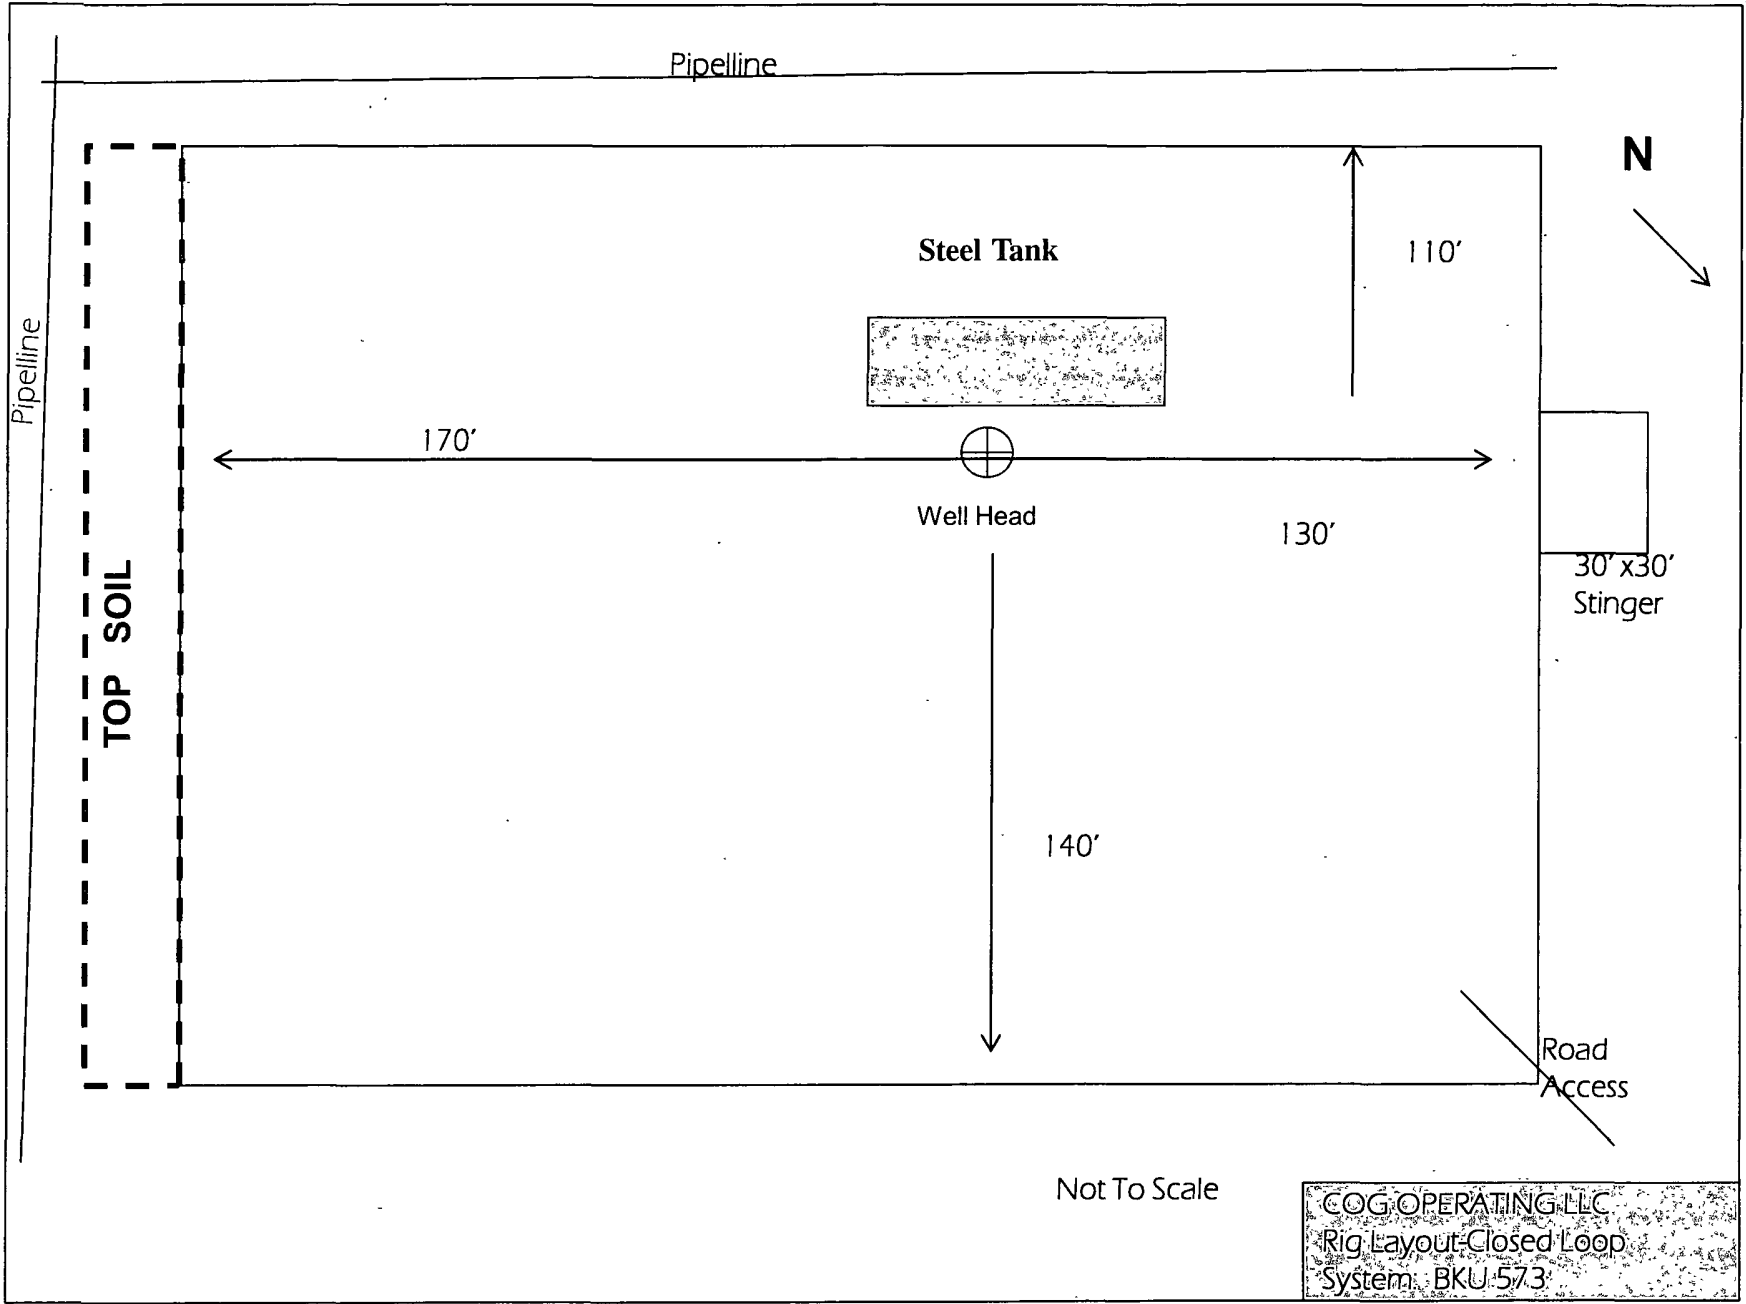 Pipelline
N
Steel Tank
110'
Pipelline
170'
Well Head
130'
30' x30'
Stinger
TOP SOIL
140'
Road
Access
Not To Scale
COG OPERATING LLC
Rig Layout-Closed Loop
System: BKU 573